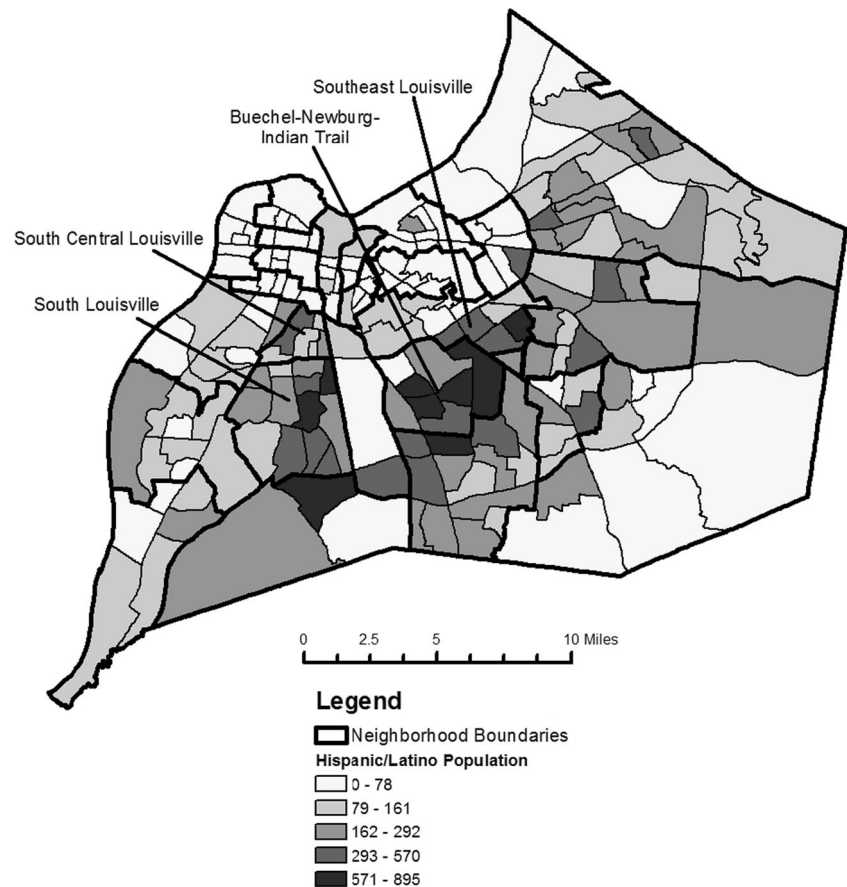 Southeast Louisville
Buechel-Newburg-
Indian Trail
South Central Louisville
South Louisville
0 2.5 5 10 Miles
Legend
Neighborhood Boundaries
Hispanic/Latino Population
0 - 78
79 - 161
162 - 292
293 - 570
571 - 895